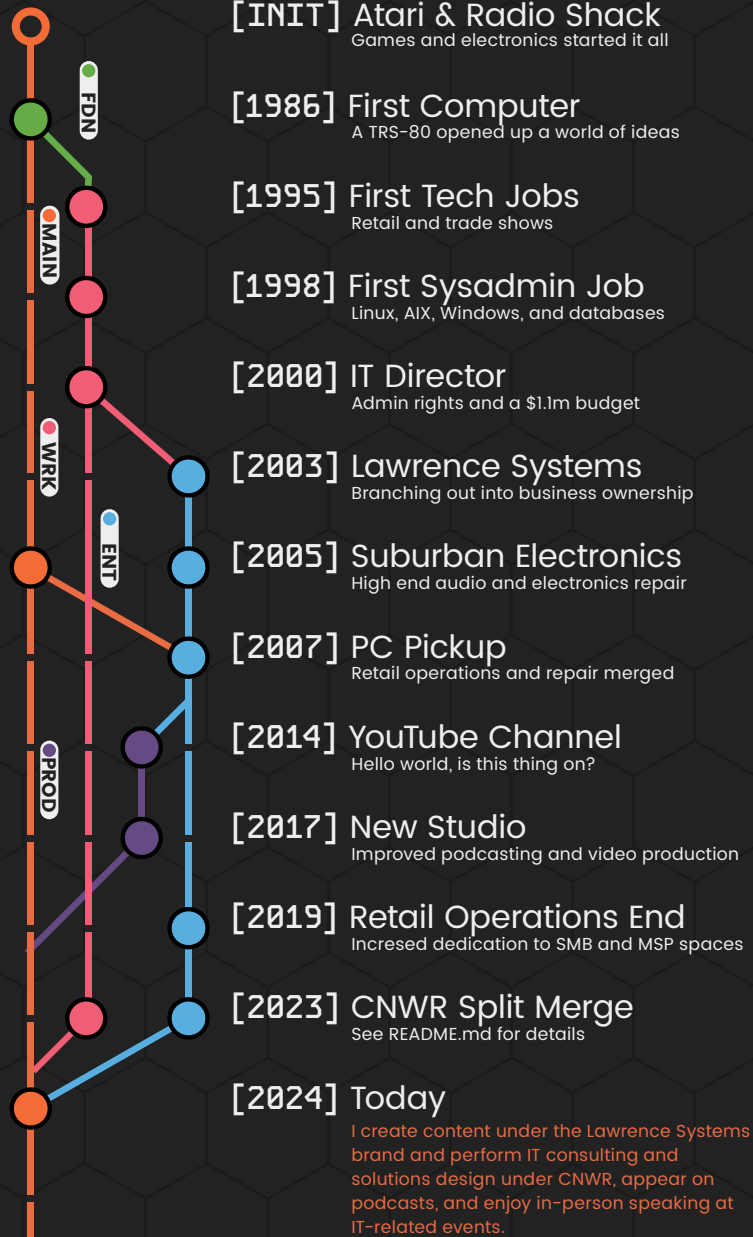 [INIT] Atari & Radio Shack
Games and electronics started it all
FDN
[1986] First Computer
A TRS-80 opened up a world of ideas
[1995] First Tech Jobs
Retail and trade shows
MAIN
[1998] First Sysadmin Job
Linux, AIX, Windows, and databases
[2000] IT Director
Admin rights and a $1.1m budget
WRK
[2003] Lawrence Systems
Branching out into business ownership
ENT
[2005] Suburban Electronics
High end audio and electronics repair
[2007] PC Pickup
Retail operations and repair merged
[2014] YouTube Channel
Hello world, is this thing on?
PROD
[2017] New Studio
Improved podcasting and video production
[2019] Retail Operations End
Incresed dedication to SMB and MSP spaces
[2023] CNWR Split Merge
See README.md for details
[2024] Today
I create content under the Lawrence Systems
brand and perform IT consulting and
solutions design under CNWR, appear on
podcasts, and enjoy in-person speaking at
IT-related events.